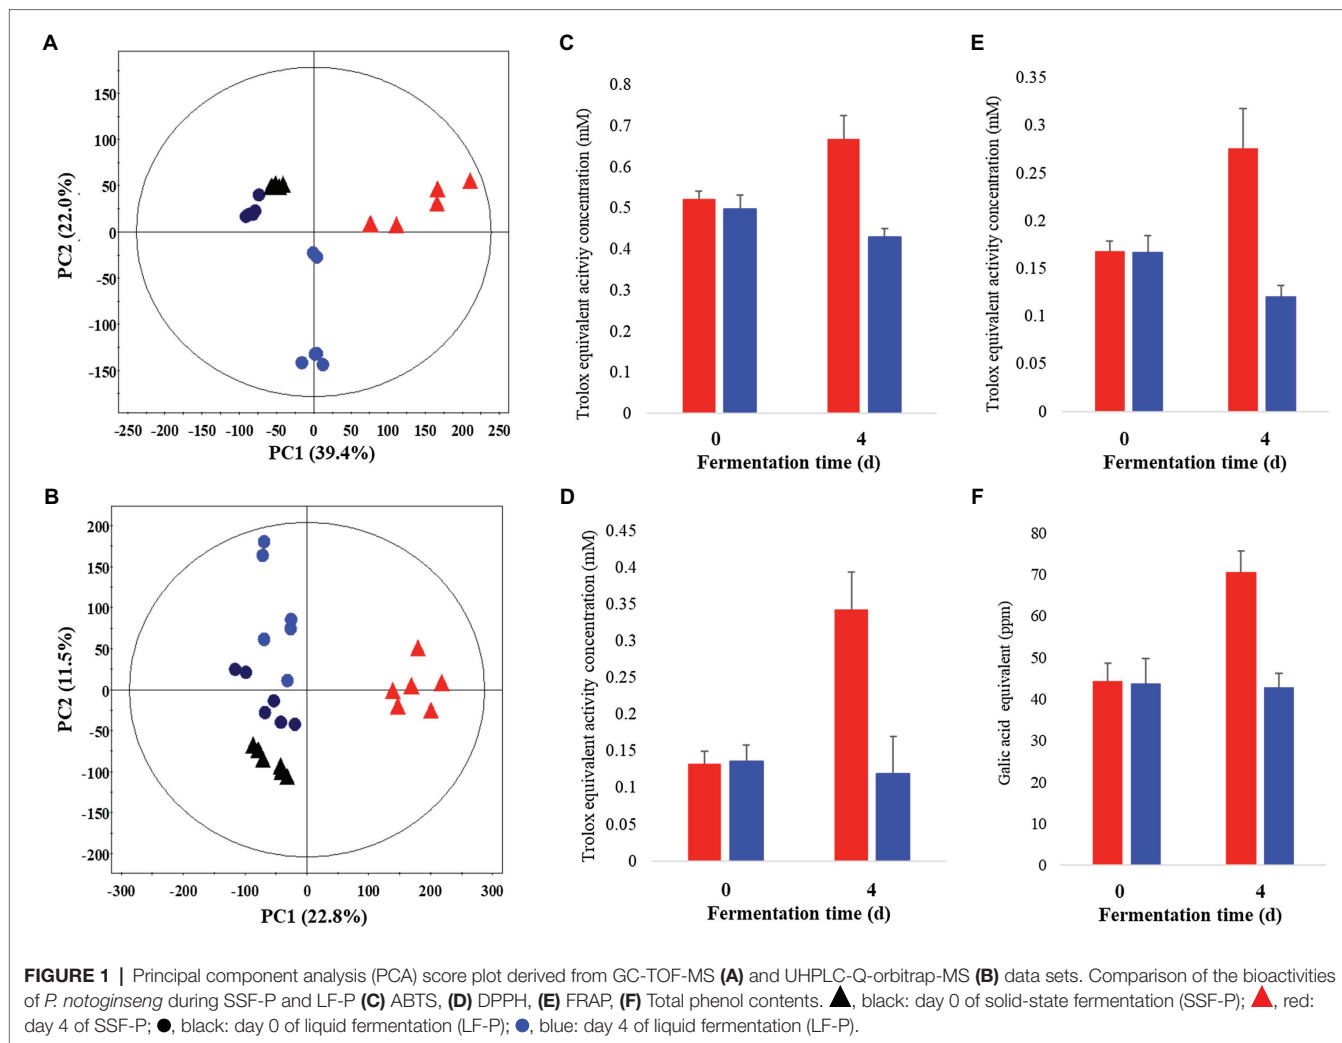 A
150
100
50
0
-50
-100
-150
PC2 (22.0%)
-250 -200 -150 -100 -50 0 50 100 150 200 250
PC1 (39.4%)
B
200
150
100
50
0
-50
-100
-150
-200
PC2 (11.5%)
-300 -200 -100 0 100 200 300
PC1 (22.8%)
C
0.8
0.7
0.6
0.5
0.4
0.3
0.2
0.1
0
Trolox equivalent acitvity concentration (mM)
0 4
Fermentation time (d)
D
0.45
0.4
0.35
0.3
0.25
0.2
0.15
0.1
0.05
0
Trolox equivalent activity concentration (mM)
0 4
Fermentation time (d)
E
0.35
0.3
0.25
0.2
0.15
0.1
0.05
0
Trolox equivalent activity concentration (mM)
0 4
Fermentation time (d)
F
80
70
60
50
40
30
20
10
0
Galic acid equivalent (ppm)
0 4
Fermentation time (d)
FIGURE 1 | Principal component analysis (PCA) score plot derived from GC-TOF-MS (A) and UHPLC-Q-orbitrap-MS (B) data sets. Comparison of the bioactivities
of P. notoginseng during SSF-P and LF-P (C) ABTS, (D) DPPH, (E) FRAP, (F) Total phenol contents. ▲, black: day 0 of solid-state fermentation (SSF-P); ▲, red:
day 4 of SSF-P; ●, black: day 0 of liquid fermentation (LF-P); ●, blue: day 4 of liquid fermentation (LF-P).